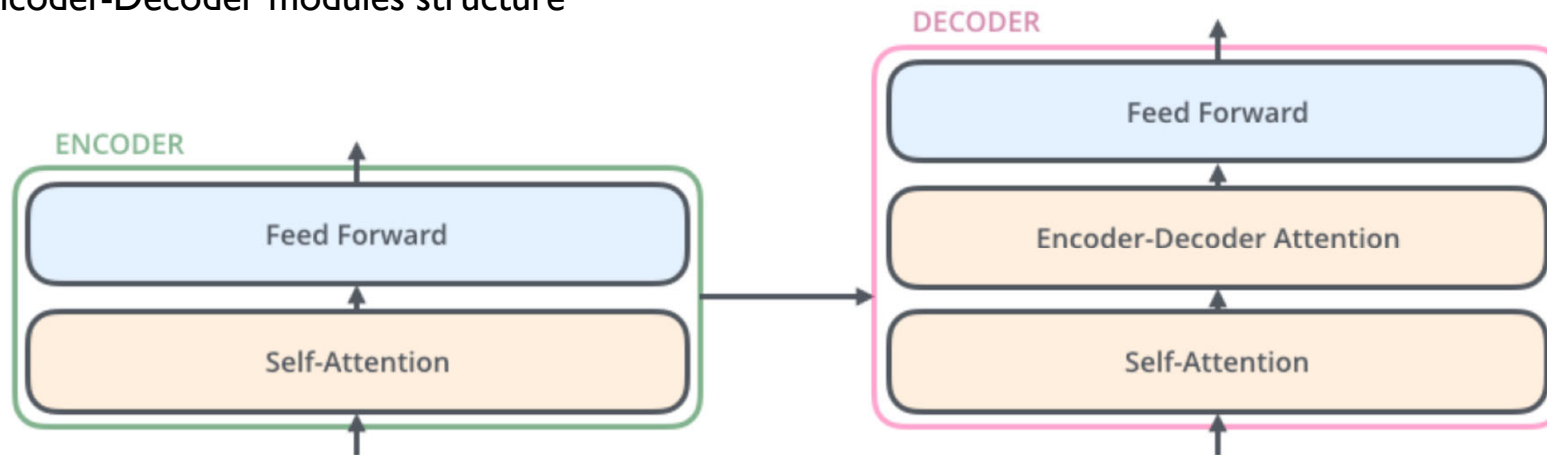 ncoder-Decoder modules structure
DECODER
Feed Forward
ENCODER
Feed Forward
Encoder-Decoder Attention
Self-Attention
Self-Attention